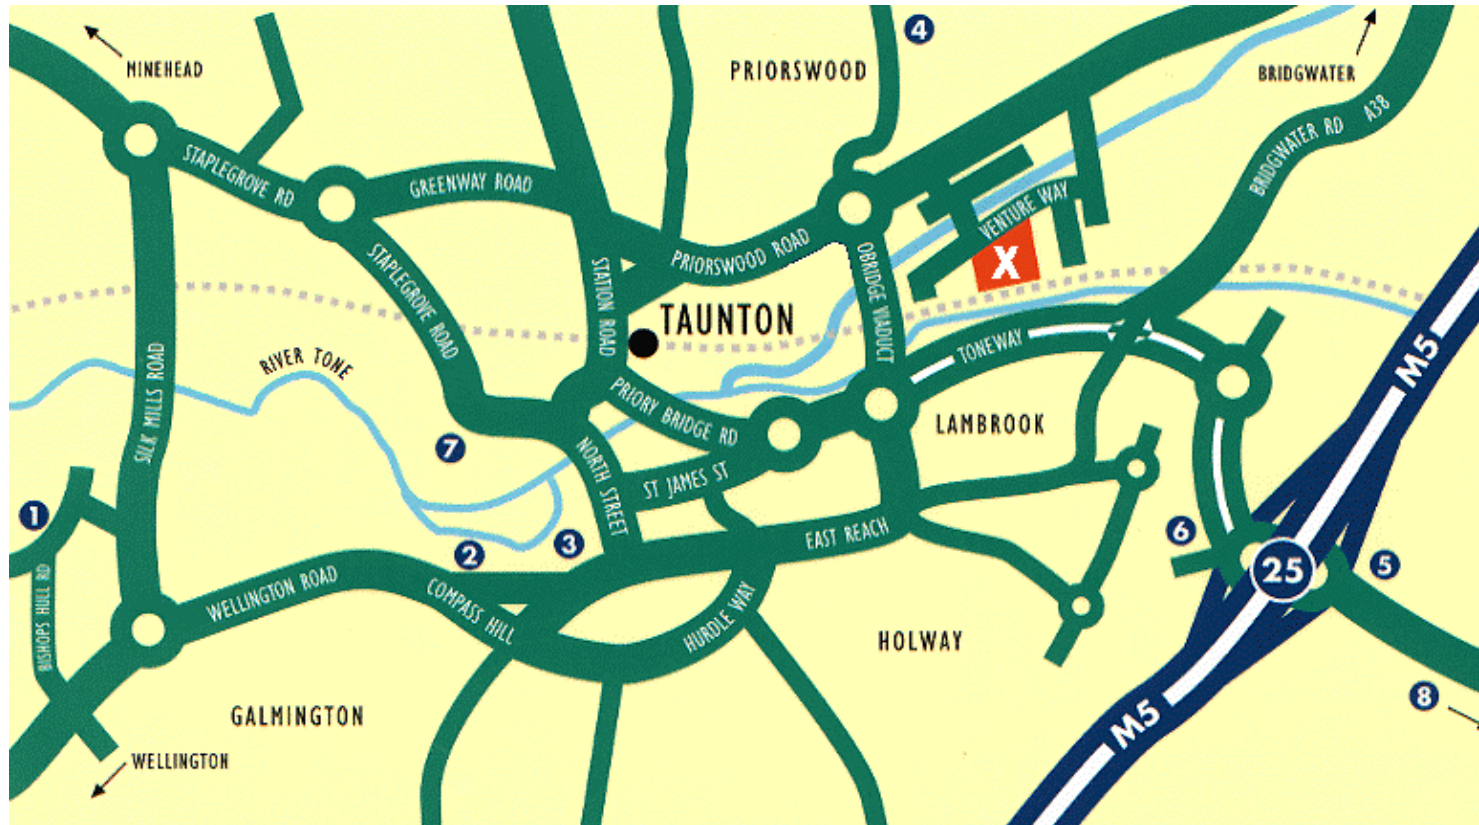 4
MINEHEAD
PRIORSWOOD
BRIDGWATER
A38
BRIDGWATER RD
STAPLEGROVE RD
GREENWAY ROAD
VENTURE WAY
X
PRIORSWOOD ROAD
OBRIDGE VIADUCT
STAPLEGROVE ROAD
STATION ROAD
TAUNTON
TONEWAY
M5
RIVER TONE
SILK MILLS ROAD
PRIORY BRIDGE RD
LAMBROOK
7
NORTH STREET
ST JAMES ST
1
2
3
EAST REACH
6
25
5
BISHOPS HULL RD
WELLINGTON ROAD
COMPASS HILL
HURDLE WAY
HOLWAY
GALMINGTON
8
M5
WELLINGTON